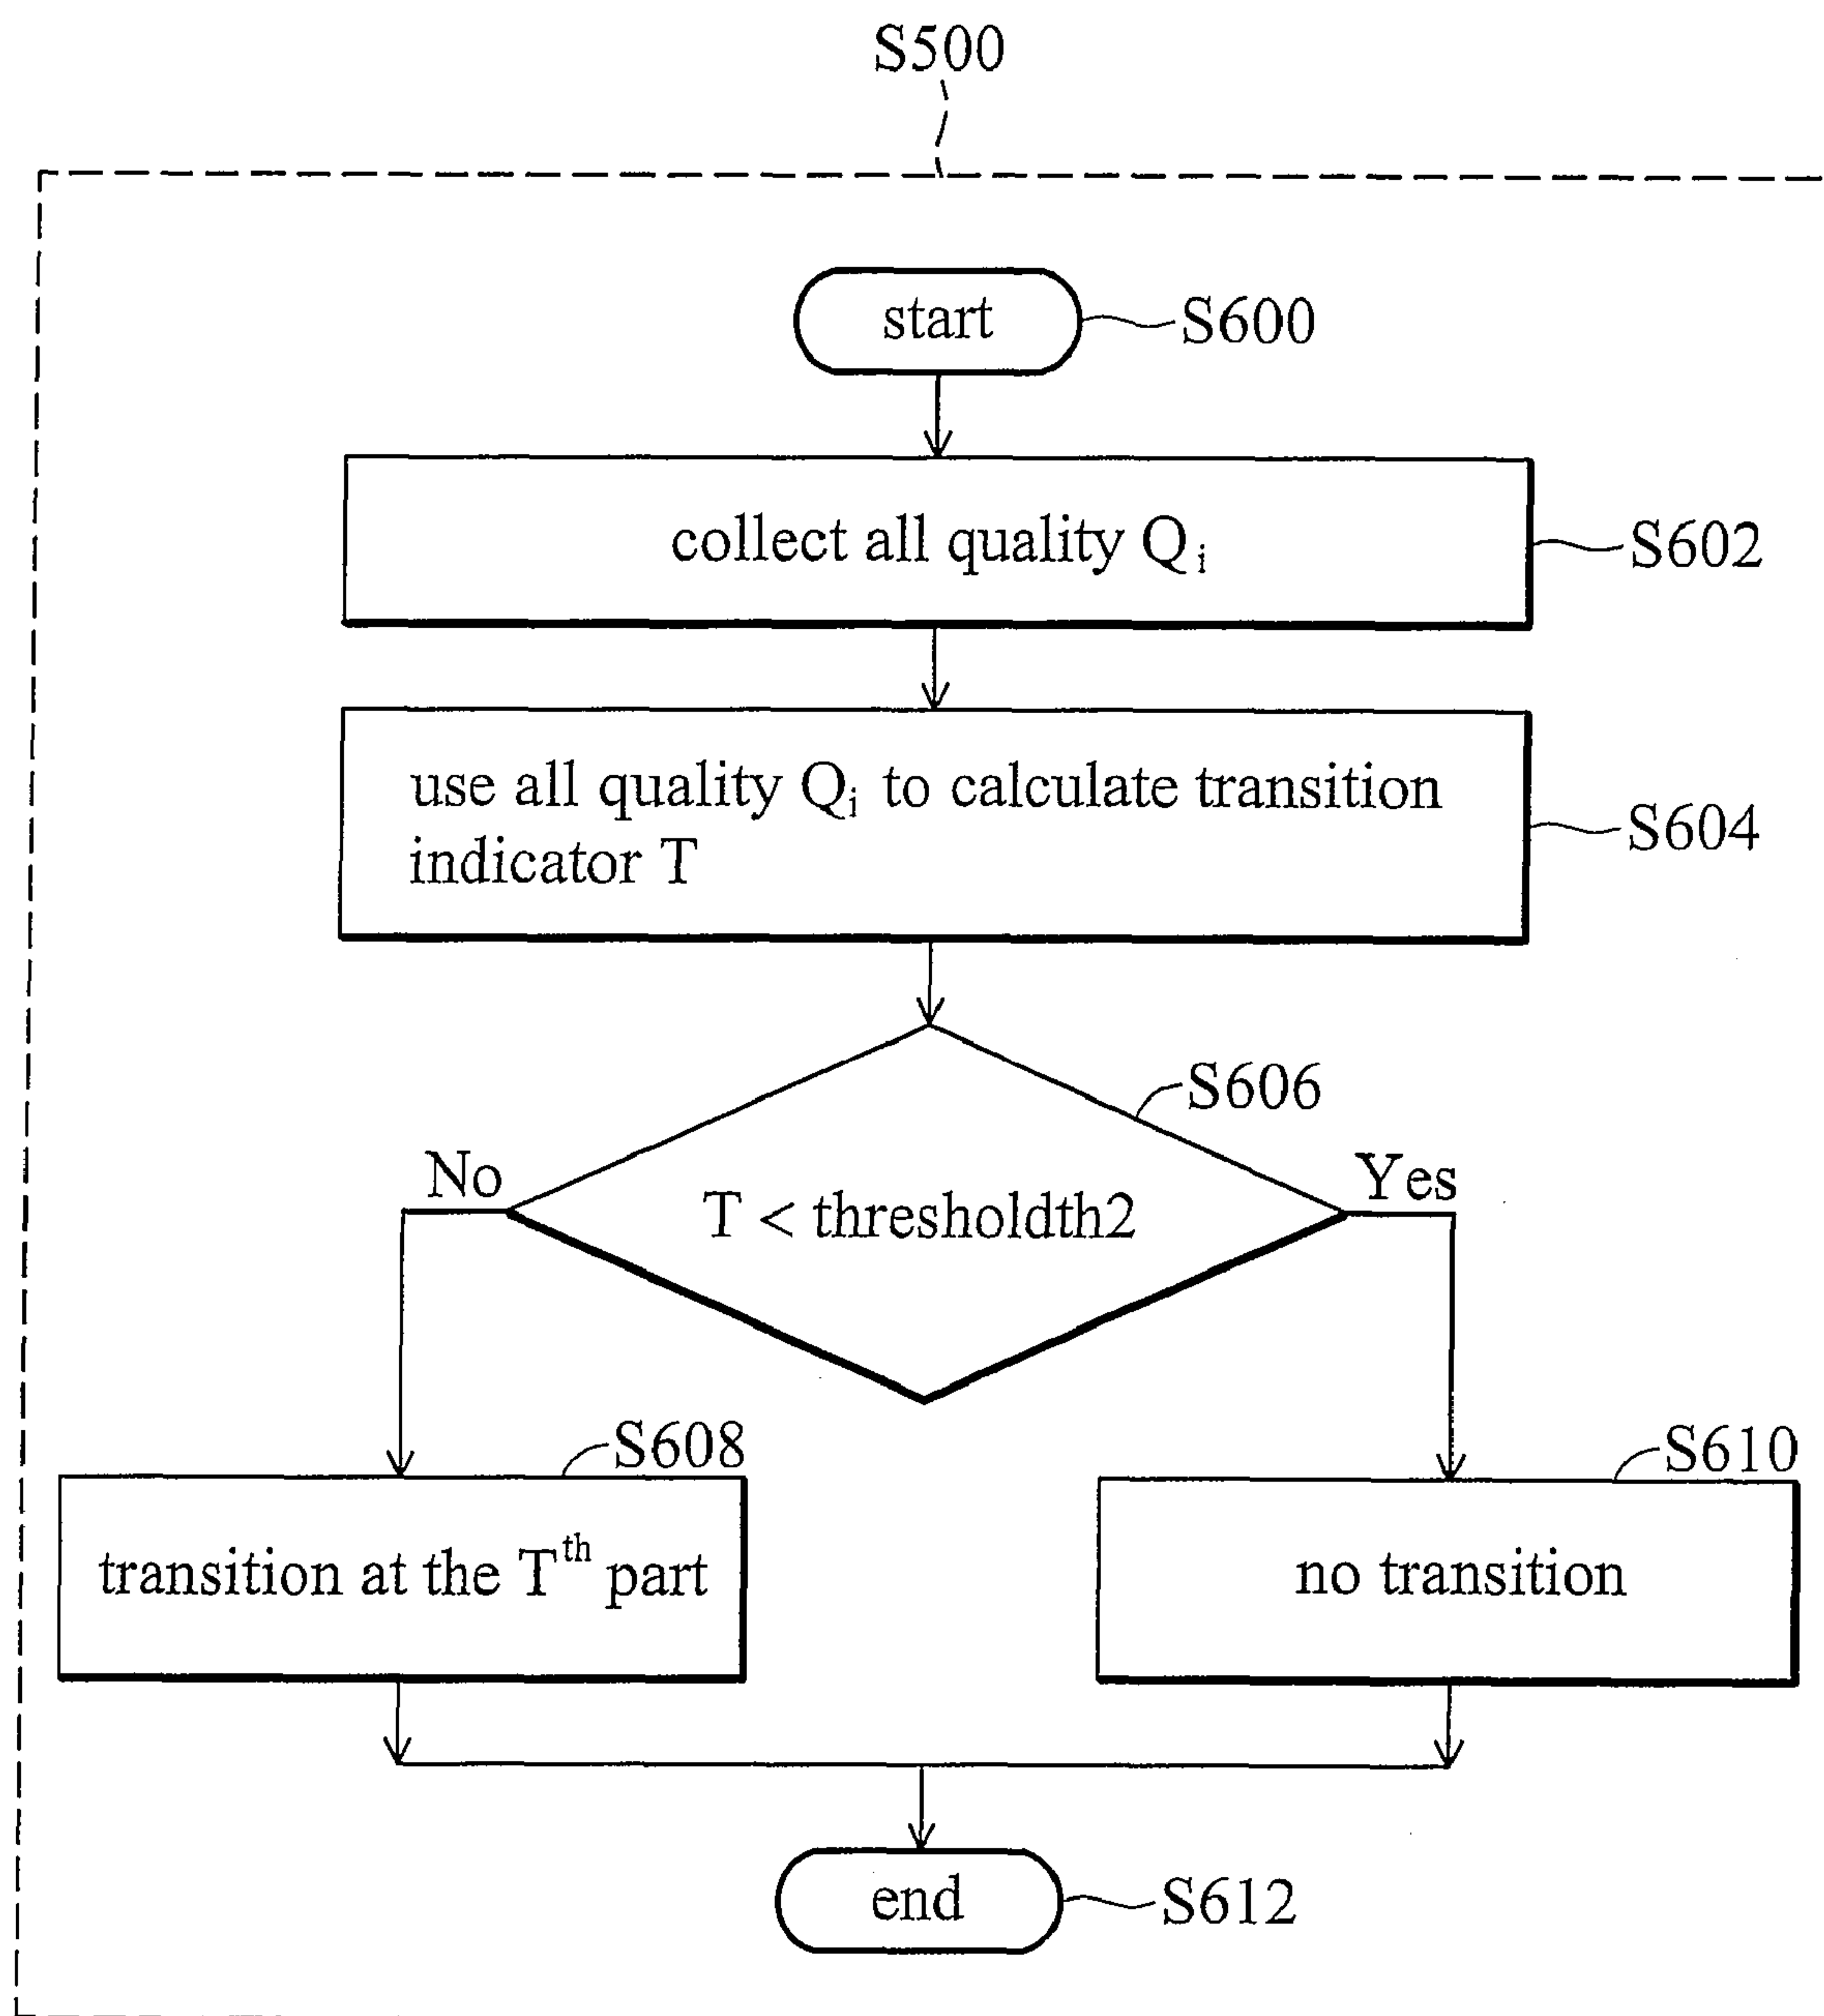 S500
start
S600
collect all quality Qi
S602
use all quality Qi to calculate transition
indicator T
S604
S606
No
T < thresholdth2
Yes
S608
transition at the Tth part
S610
no transition
end
S612